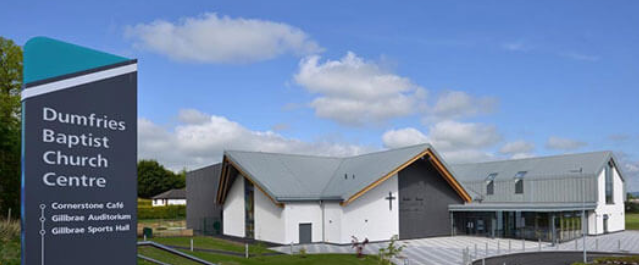 Dumfries
Baptist
Church
Centre
Cornerstone Café
Gillbrae Auditorium
Gillbrae Sports Hall